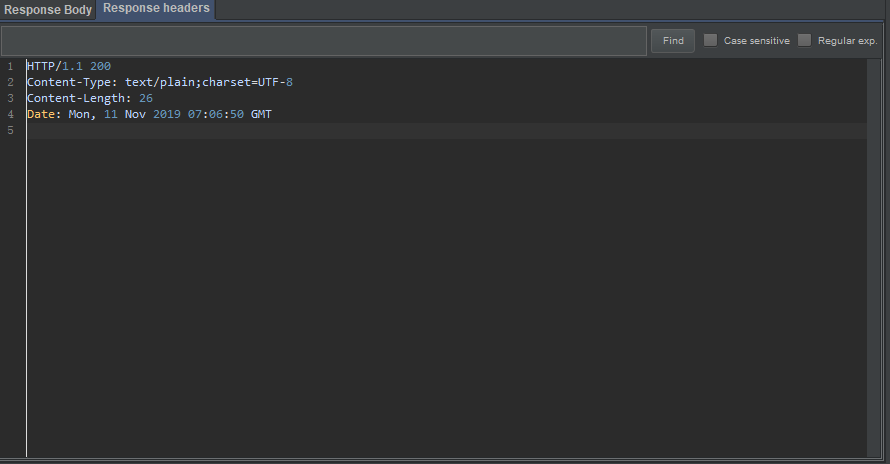 Response Body Response headers
Find Case sensitive Regular exp.
1 HTTP/1.1 200
2 Content-Type: text/plain;charset=UTF-8
3 Content-Length: 26
4 Date: Mon, 11 Nov 2019 07:06:50 GMT
5